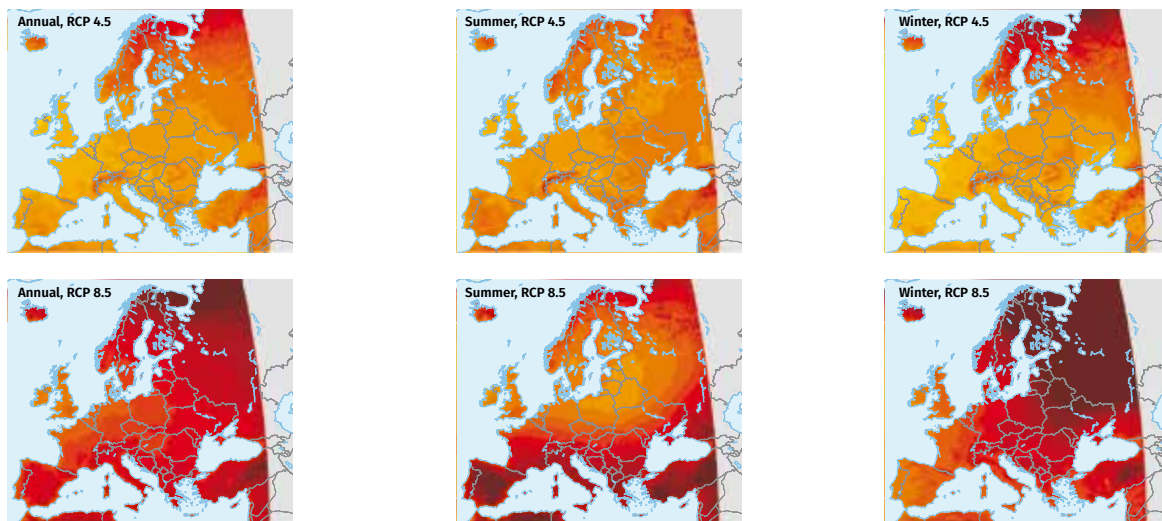 Annual, RCP 4.5
Summer, RCP 4.5
Winter, RCP 4.5
Annual, RCP 8.5
Summer, RCP 8.5
Winter, RCP 8.5